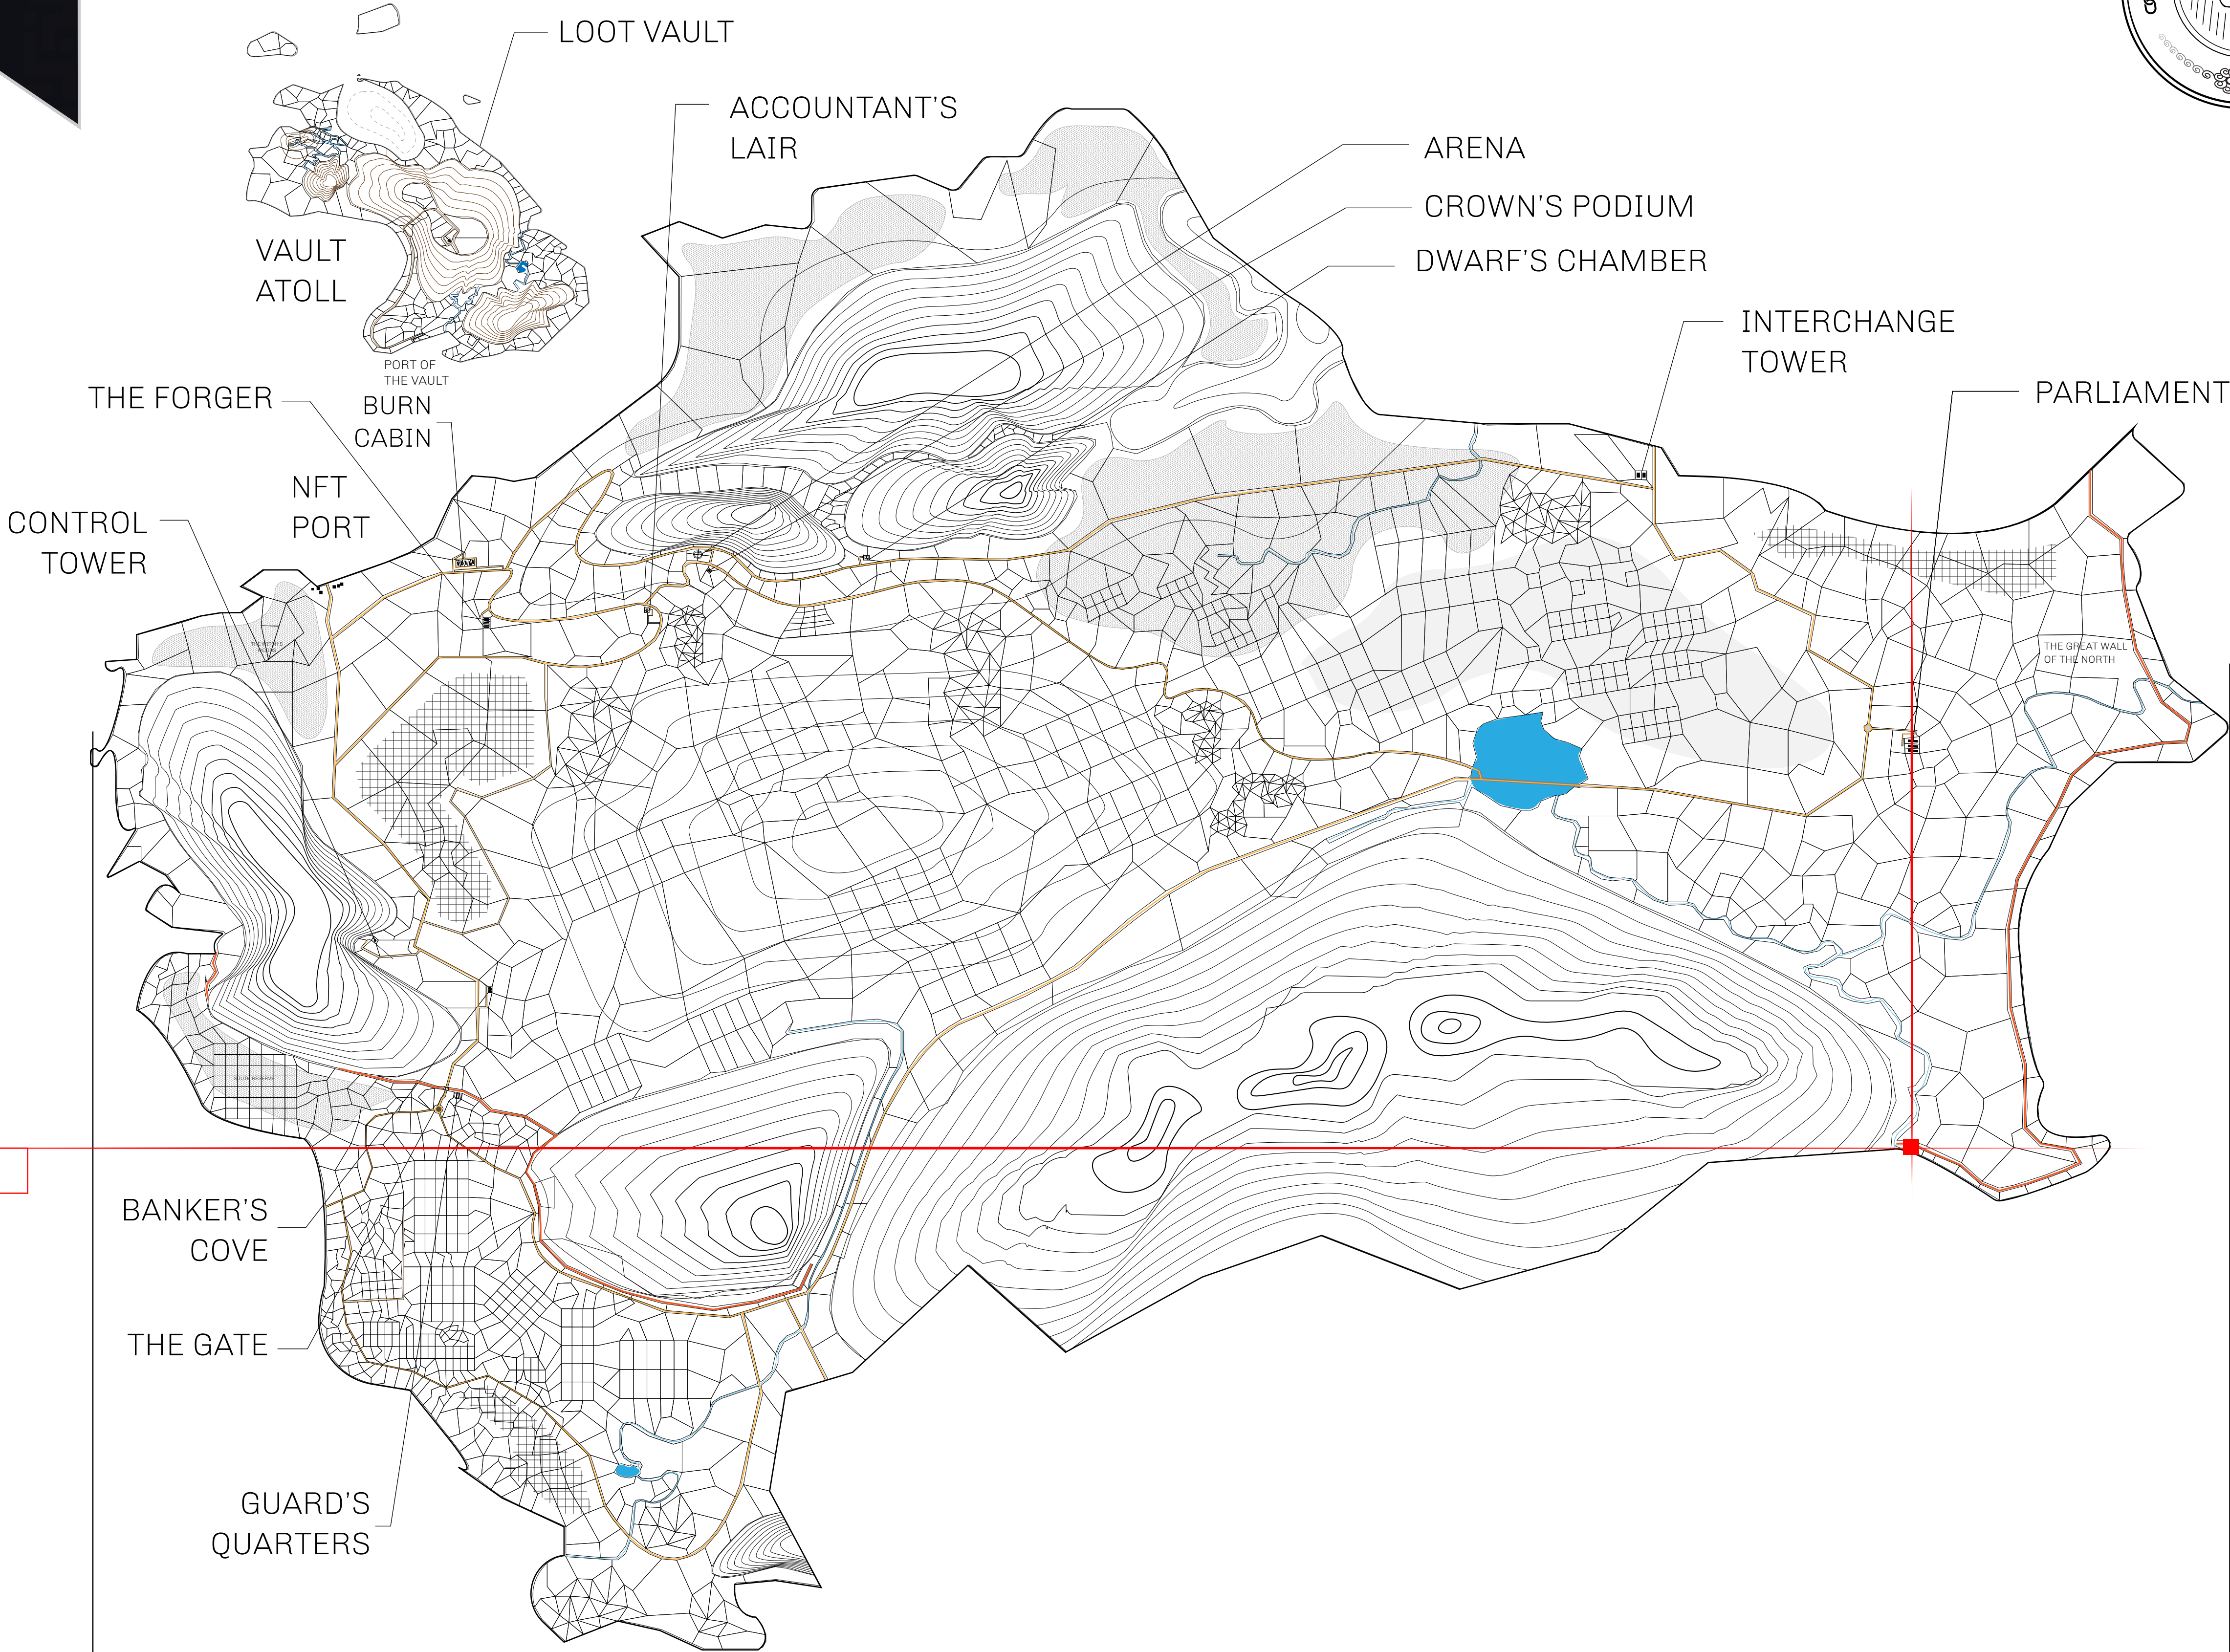 LOOT VAULT
ACCOUNTANT'S
LAIR
ARENA
CROWN'S PODIUM
DWARF'S CHAMBER
VAULT
ATOLL
INTERCHANGE
TOWER
PORT OF
THE VAULT
PARLIAMENT
THE FORGER
BURN
CABIN
NFT
PORT
CONTROL
TOWER
THE GREAT WALL
OF THE NORTH
SOUTH RESERVE
BANKER'S
COVE
THE GATE
GUARD'S
QUARTERS